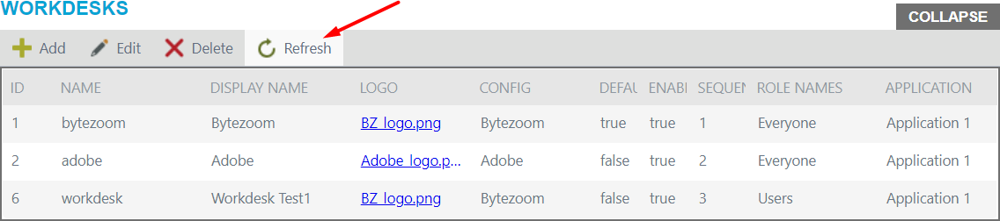 WORKDESKS
COLLAPSE
Add Edit Delete Refresh
ID NAME DISPLAY NAME LOGO CONFIG DEFAU ENABI SEQUEN ROLE NAMES APPLICATION
1 bytezoom Bytezoom BZ_logo.png Bytezoom true true 1 Everyone Application 1
2 adobe Adobe Adobe_logo.p... Adobe false true 2 Everyone Application 1
6 workdesk Workdesk Test1 BZ_logo.png Bytezoom false true 3 Users Application 1